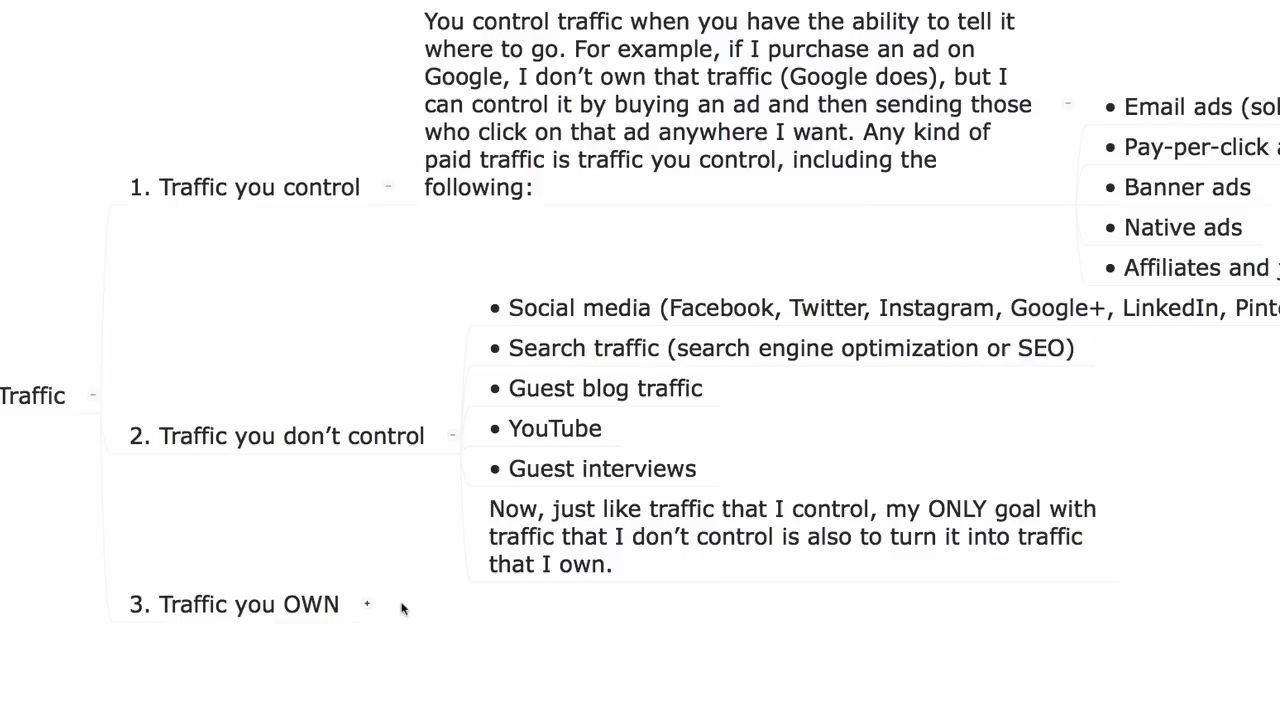 You control traffic when you have the ability to tell it
where to go. For example, if I purchase an ad on
Google, I don’t own that traffic (Google does), but I
can control it by buying an ad and then sending those
who click on that ad anywhere I want. Any kind of
paid traffic is traffic you control, including the
following:
1. Traffic you control
• Email ads
• Pay-per-click
• Banner ads
• Native ads
• Affiliates and
• Social media (Facebook, Twitter, Instagram, Google+, LinkedIn,
• Search traffic (search engine optimization or SEO)
• Guest blog traffic
• YouTube
• Guest interviews
Traffic
2. Traffic you don’t control
Now, just like traffic that I control, my ONLY goal with
traffic that I don’t control is also to turn it into traffic
that I own.
3. Traffic you OWN